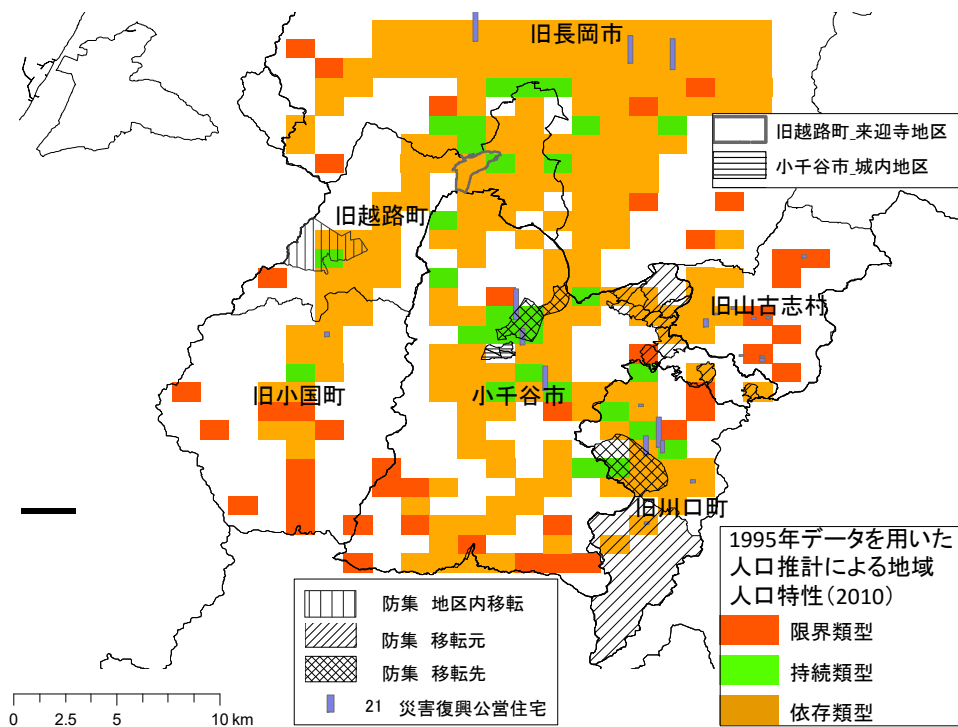 旧長岡市
旧越路町_来迎寺地区
小千谷市_城内地区
旧越路町
旧山古志村
旧小国町
小千谷市
旧川口町
1995年データを用いた
人口推計による地域
人口特性(2010)
限界類型
持続類型
依存類型
防集 地区内移転
防集 移転元
防集 移転先
21 災害復興公営住宅
0 2.5 5 10 km